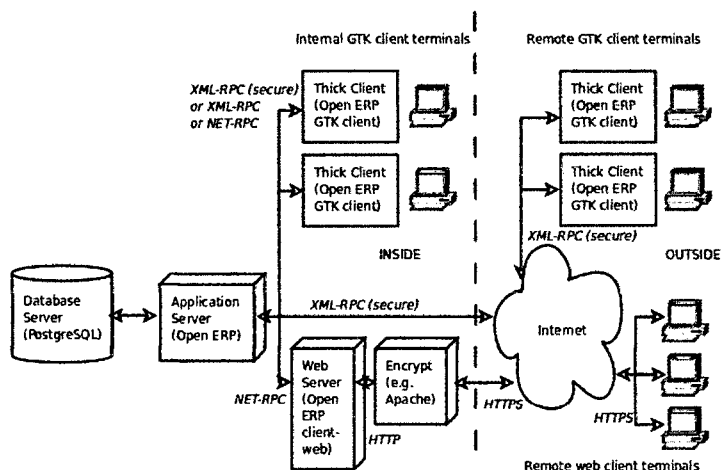 Internal GTK client terminals
Remote GTK client terminals
XML-RPC (secure)
or XML-RPC
or NET-RPC
Thick Client
(Open ERP
GTK client)
Thick Client
(Open ERP
GTK client)
Thick Client
(Open ERP
GTK client)
Thick Client
(Open ERP
GTK client)
XML-RPC (secure)
INSIDE
OUTSIDE
Database
Server
(PostgreSQL)
Application
Server
(Open ERP)
XML-RPC (secure)
Internet
NET-RPC
Web
Server
(Open
ERP
client-
web)
HTTP
Encrypt
(e.g.
Apache)
HTTPS
HTTPS
Remote web client terminals